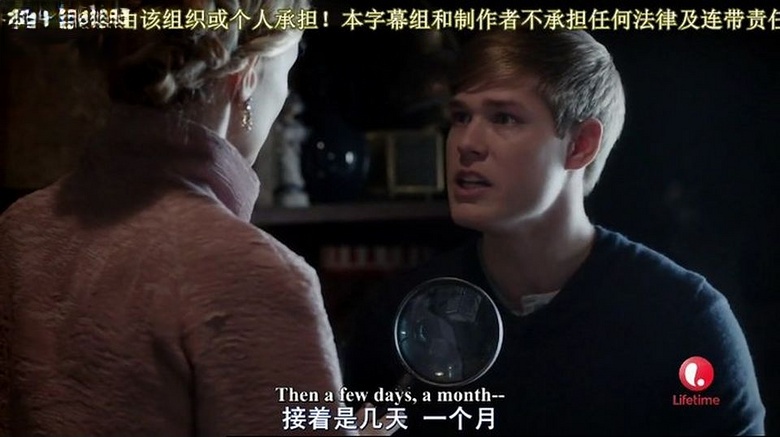 由该组织或个人承担！本字幕组和制作者不承担任何法律及连带责任
Then a few days, a month--
接着是几天 一个月
Lifetime